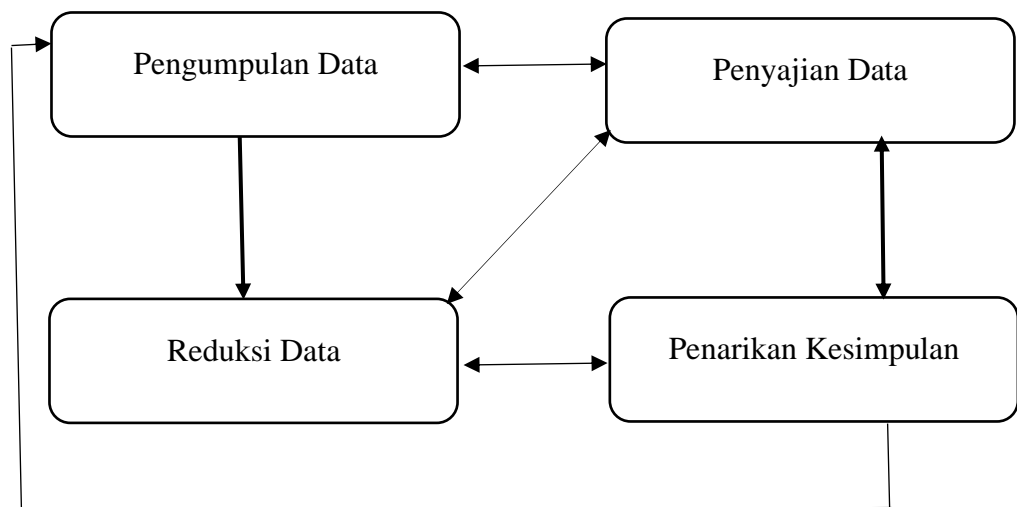 Pengumpulan Data
Penyajian Data
Reduksi Data
Penarikan Kesimpulan